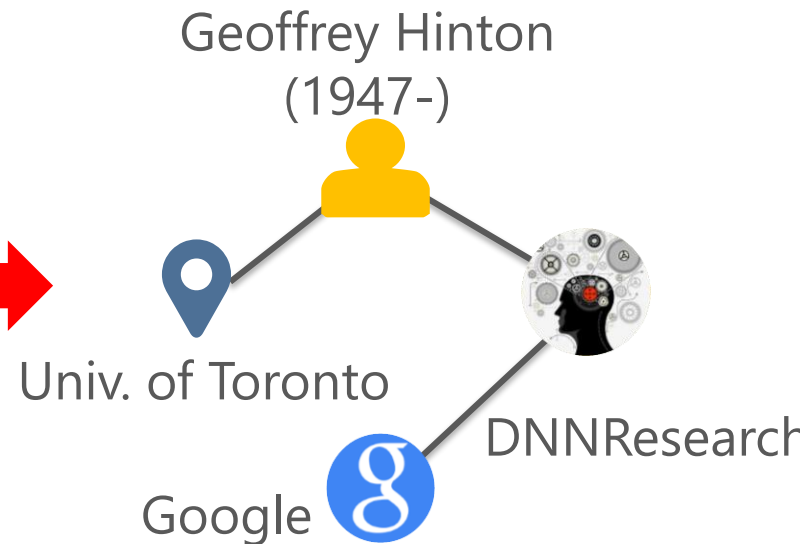 Geoffrey Hinton
(1947-)
Univ. of Toronto
DNNResearch
Google
g